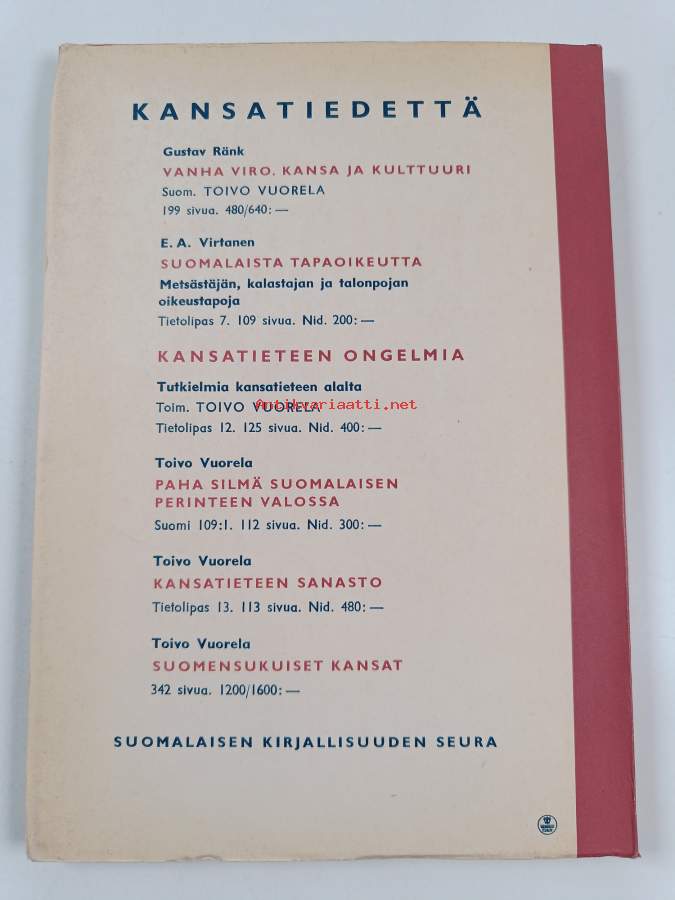 KANSATIEDETTÄ
Gustav Ränk
VANHA VIRO, KANSA JA KULTTUURI
Suom. TOIVO VUORELA
199 sivua. 480/640: —
E. A. Virtanen
SUOMALAISTA TAPAOIKEUTTA
Metsästäjän, kalastajan ja talonpojan
oikeustapoja
Tietolipas 7. 109 sivua. Nid. 200: —
KANSATIETEEN ONGELMIA
Tutkielmia kansatieteen alalta
Toim. TOIVO VUORELA
Antikvariaatti.net
Tietolipas 12. 125 sivua. Nid. 400: —
Toivo Vuorela
PAHA SILMÄ SUOMALAISEN
PERINTEEN VALOSSA
Suomi 109:1. 112 sivua. Nid. 300: —
Toivo Vuorela
KANSATIETEEN SANASTO
Tietolipas 13. 113 sivua. Nid. 480: —
Toivo Vuorela
SUOMENSUKUISET KANSAT
342 sivua. 1200/1600: —
SUOMALAISEN KIRJALLISUUDEN SEURA